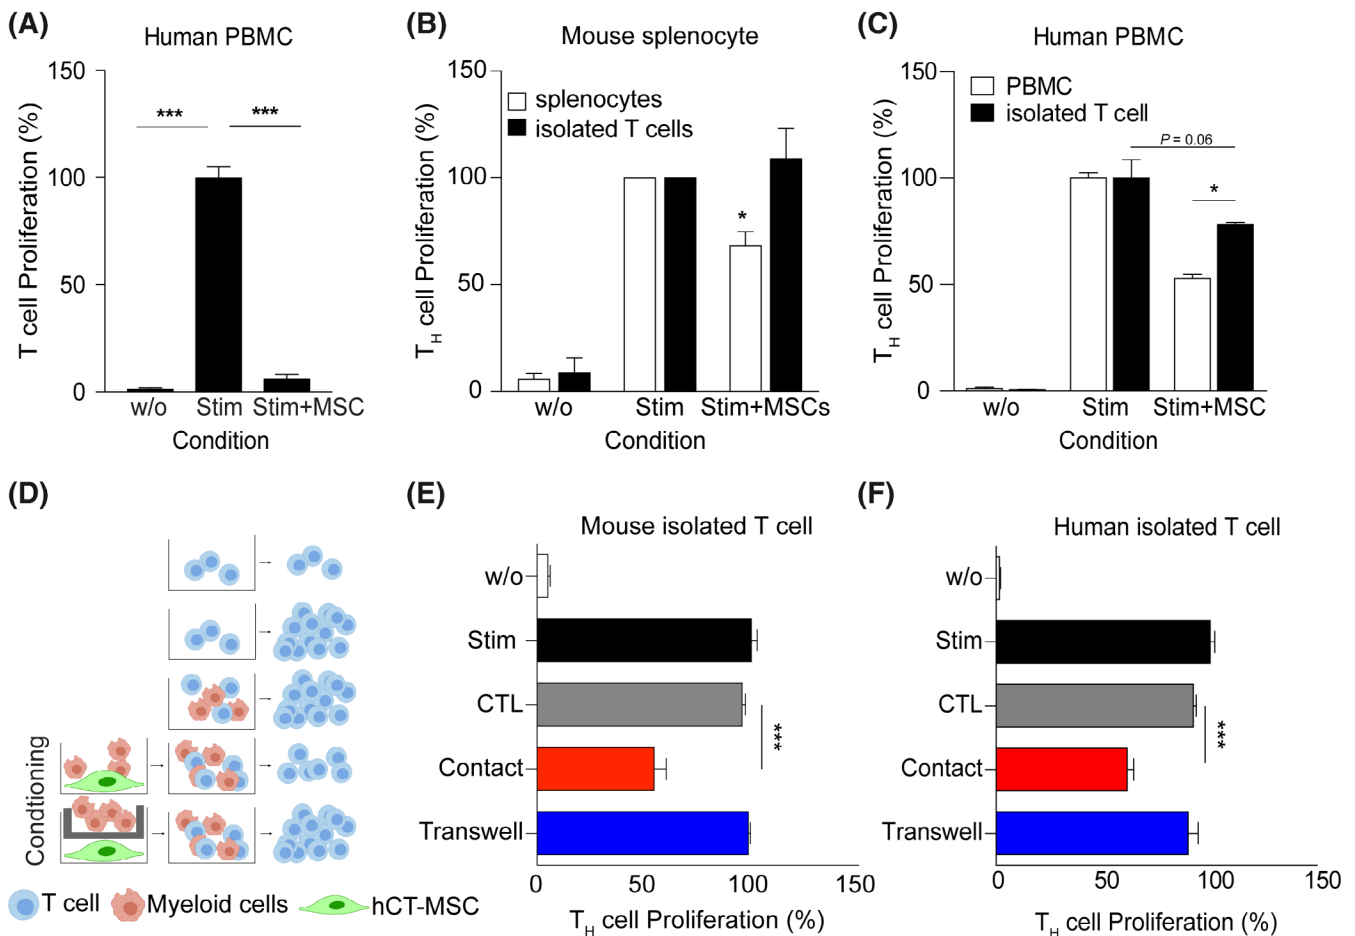 (A)
Human PBMC
T cell Proliferation (%)
150
100
50
0
***
***
w/o
Stim
Stim+MSC
Condition
(B)
Mouse splenocyte
TH cell Proliferation (%)
150
100
50
0
splenocytes
isolated T cells
*
w/o
Stim
Stim+MSCs
Condition
(C)
Human PBMC
TH cell Proliferation (%)
150
100
50
0
PBMC
isolated T cell
P = 0.06
*
w/o
Stim
Stim+MSC
Condition
(D)
Condtioning
T cell
Myeloid cells
hCT-MSC
(E)
Mouse isolated T cell
w/o
Stim
CTL
Contact
Transwell
***
0
50
100
150
TH cell Proliferation (%)
(F)
Human isolated T cell
w/o
Stim
CTL
Contact
Transwell
***
0
50
100
150
TH cell Proliferation (%)